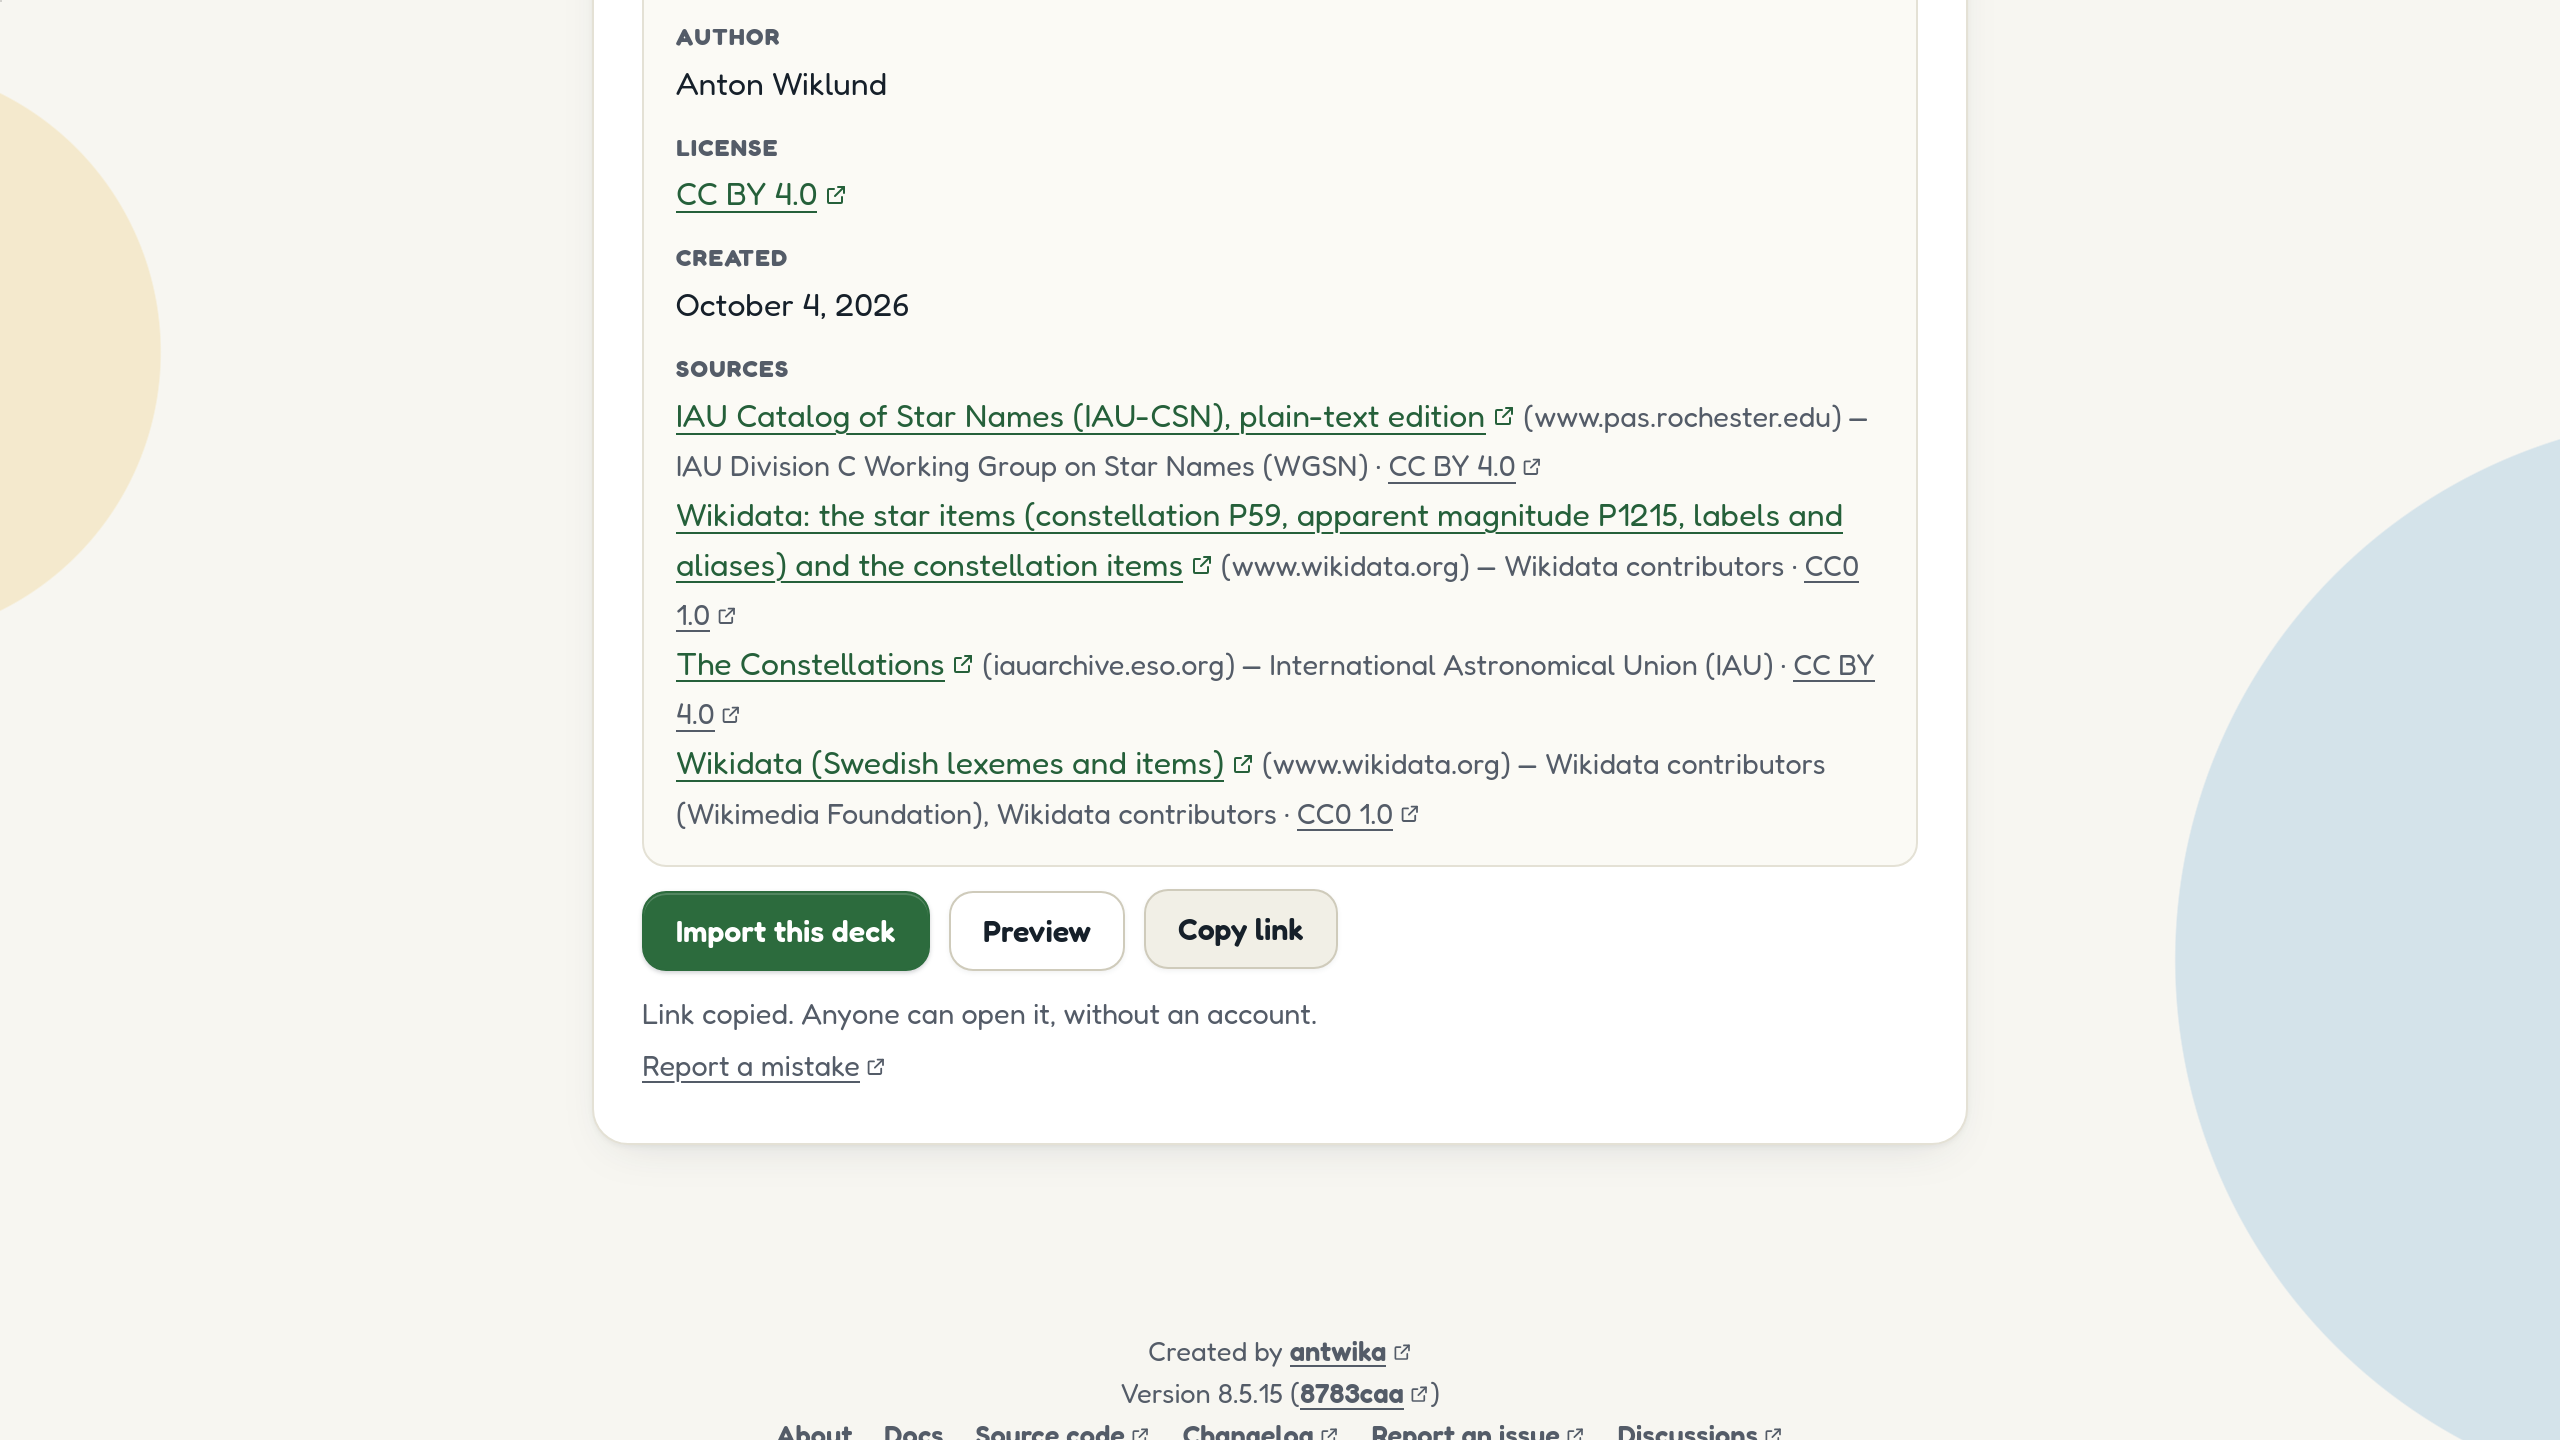 AUTHOR
Anton Wiklund
LICENSE
CC BY 4.0
CREATED
October 4, 2026
SOURCES
IAU Catalog of Star Names (IAU-CSN), plain-text edition (www.pas.rochester.edu) —
IAU Division C Working Group on Star Names (WGSN) · CC BY 4.0
Wikidata: the star items (constellation P59, apparent magnitude P1215, labels and
aliases) and the constellation items (www.wikidata.org) — Wikidata contributors · CC0
1.0
The Constellations (iauarchive.eso.org) — International Astronomical Union (IAU) · CC BY
4.0
Wikidata (Swedish lexemes and items) (www.wikidata.org) — Wikidata contributors
(Wikimedia Foundation), Wikidata contributors · CC0 1.0
Import this deck Preview Copy link
Link copied. Anyone can open it, without an account.
Report a mistake
Created by antwika
Version 8.5.15 (8783caa)
About Docs Source code Changelog Report an issue Discussions